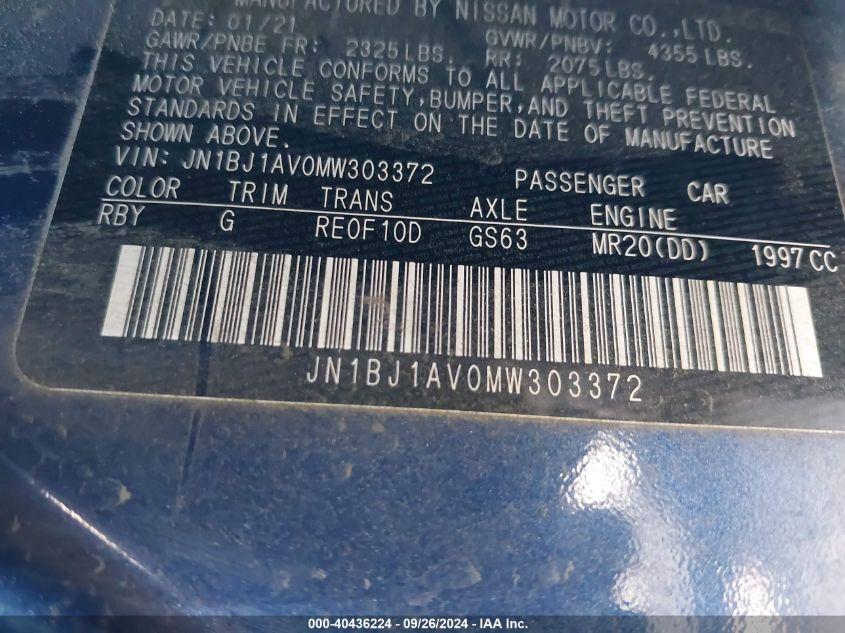 MANUFACTURED BY NISSAN MOTOR CO.,LTD.
DATE: 01/21
GAWR/PNBE FR: 2325LBS. GVWR/PNBV: 4355LBS.
RR: 2075LBS.
THIS VEHICLE CONFORMS TO ALL APPLICABLE FEDERAL
MOTOR VEHICLE SAFETY,BUMPER,AND THEFT PREVENTION
STANDARDS IN EFFECT ON THE DATE OF MANUFACTURE
SHOWN ABOVE.
VIN: JN1BJ1AV0MW303372 PASSENGER CAR
COLOR TRIM TRANS AXLE ENGINE
RBY G RE0F10D GS63 MR20(DD) 1997CC
JN1BJ1AV0MW303372
000-40436224 - 09/26/2024 - www.iaai.com